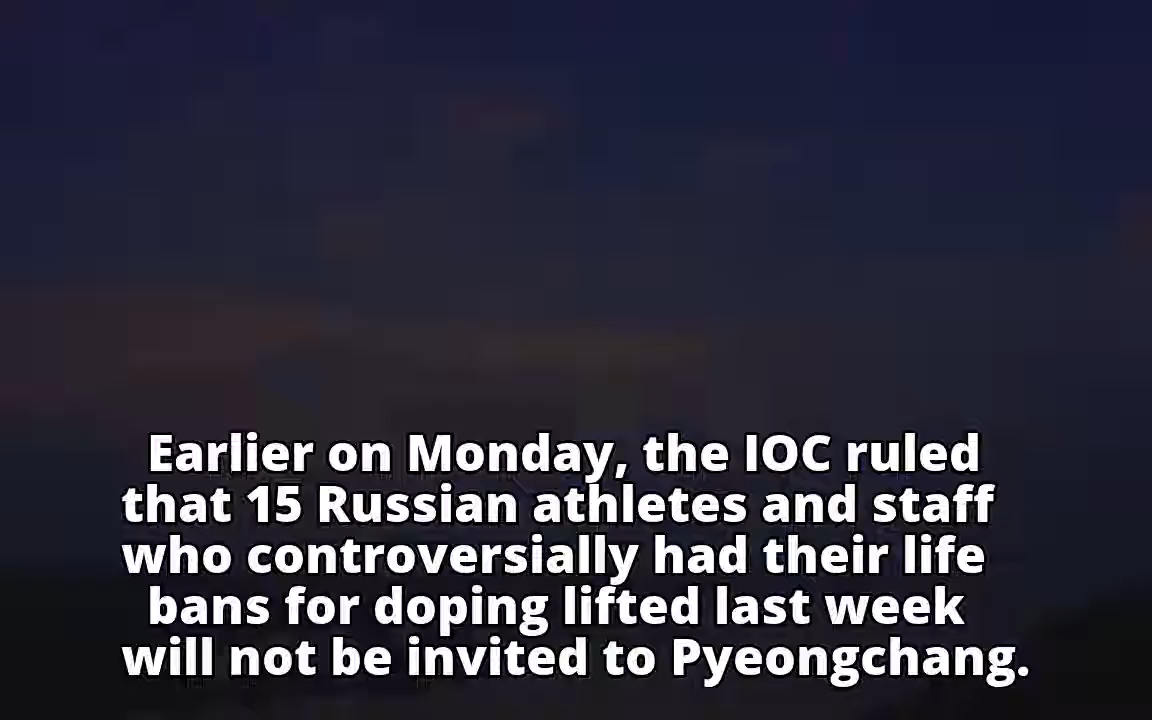 Earlier on Monday, the IOC ruled
that 15 Russian athletes and staff
who controversially had their life
bans for doping lifted last week
will not be invited to Pyeongchang.